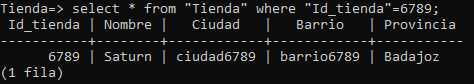 Tienda=> select * from "Tienda" where "Id_tienda"=6789;
 Id_tienda | Nombre |   Ciudad   |   Barrio   | Provincia
-----------+--------+------------+------------+-----------
      6789 | Saturn | ciudad6789 | barrio6789 | Badajoz
(1 fila)